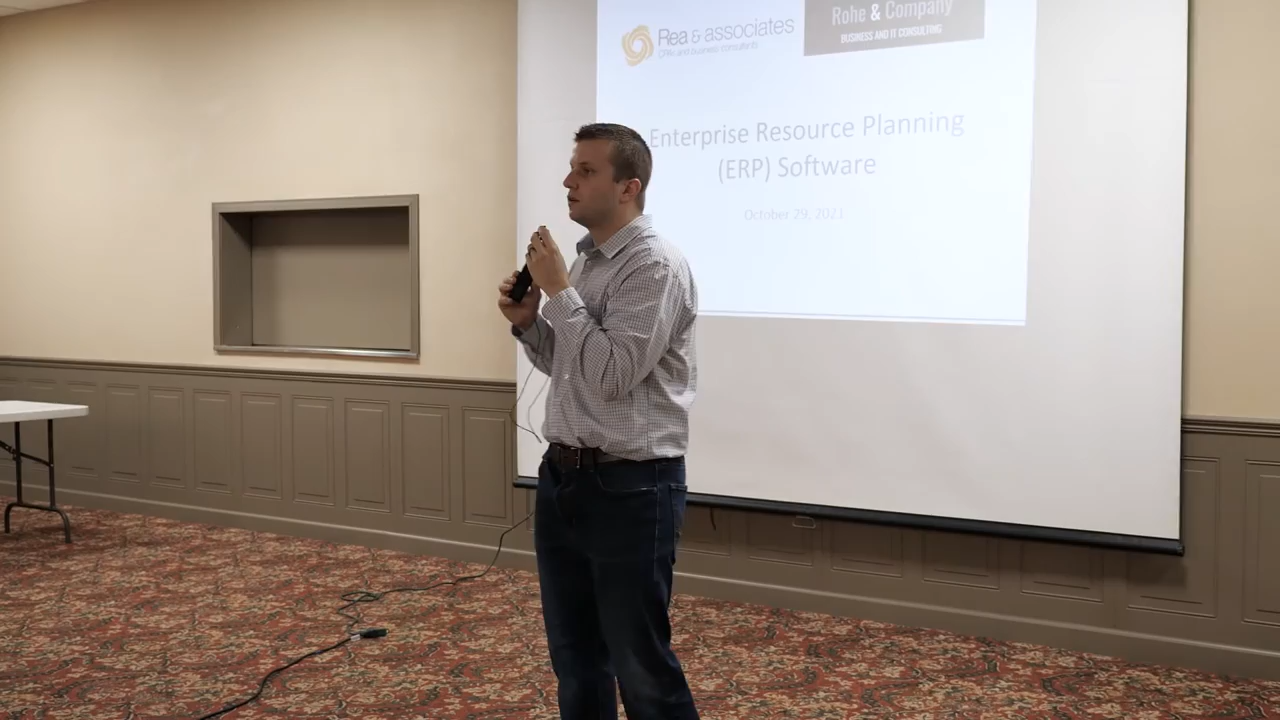 Rea & associates
CPAs and business consultants
Rohe & Company
BUSINESS AND IT CONSULTING
Enterprise Resource Planning
(ERP) Software
October 29, 2021